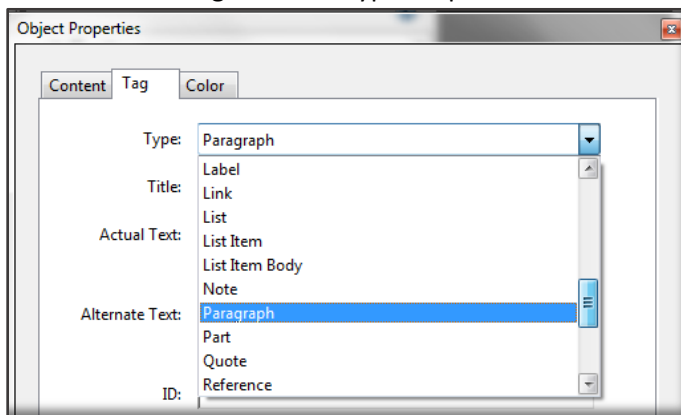 Object Properties
Content Tag Color
Type: Paragraph
Label
Title:
Link
List
Actual Text:
List Item
List Item Body
Note
Alternate Text: Paragraph
Part
Quote
Reference
ID: